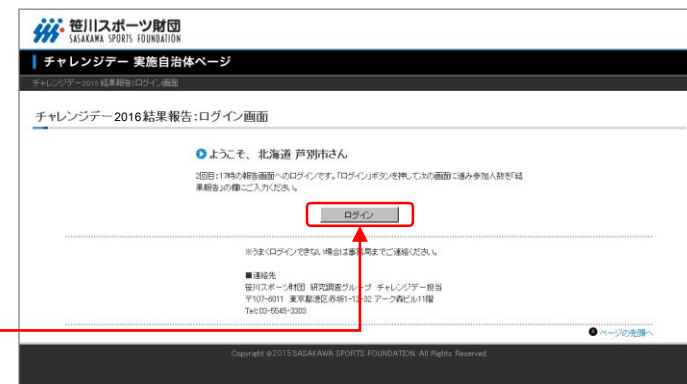 笹川スポーツ財団
SASAKAWA SPORTS FOUNDATION
チャレンジデー 実施自治体ページ
チャレンジデー2015結果報告:ログイン画面
チャレンジデー2016結果報告:ログイン画面
ようこそ、北海道 芦別市さん
2回目:17時の報告画面へのログインです。「ログイン」ボタンを押して次の画面に進み参加人数を「結
果報告」の欄にご入力ください。
ログイン
※うまくログインできない場合は事務局までご連絡ください。
■連絡先
笹川スポーツ財団 研究調査グループ チャレンジデー担当
〒107-6011 東京都港区赤坂1-12-32 アーク森ビル11階
Tel:03-5545-3303
ページの先頭へ
Copyright ©2015 SASAKAWA SPORTS FOUNDATION. All Rights Reserved.